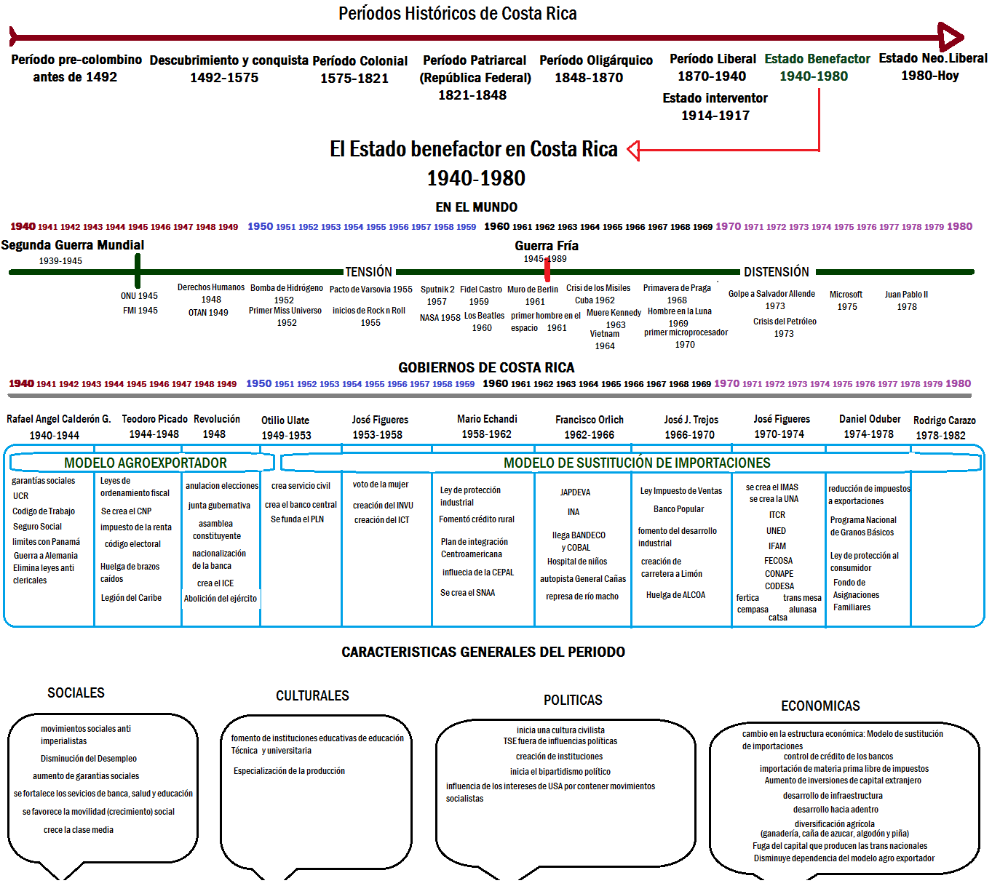 Períodos Históricos de Costa Rica
Período pre-colombino
antes de 1492
Descubrimiento y conquista
1492-1575
Período Colonial
1575-1821
Período Patriarcal
(República Federal)
1821-1848
Período Oligárquico
1848-1870
Período Liberal
1870-1940
Estado interventor
1914-1917
Estado Benefactor
1940-1980
Estado Neo.Liberal
1980-Hoy
El Estado benefactor en Costa Rica
1940-1980
EN EL MUNDO
1940 1941 1942 1943 1944 1945 1946 1947 1948 1949 1950 1951 1952 1953 1954 1955 1956 1957 1958 1959 1960 1961 1962 1963 1964 1965 1966 1967 1968 1969 1970 1971 1972 1973 1974 1975 1976 1977 1978 1979 1980
Segunda Guerra Mundial
1939-1945
Guerra Fría
1945-1989
TENSIÓN
DISTENSIÓN
ONU 1945
FMI 1945
Derechos Humanos
1948
OTAN 1949
Bomba de Hidrógeno
1952
Primer Miss Universo
1952
Pacto de Varsovia 1955
inicios de Rock n Roll
1955
Sputnik 2
1957
NASA 1958
Fidel Castro
1959
Los Beatles
1960
Muro de Berlin
1961
primer hombre en el
espacio 1961
Crisi de los Misiles
Cuba 1962
Muere Kennedy
1963
Vietnam
1964
Primavera de Praga
1968
Hombre en la Luna
1969
primer microprocesador
1970
Golpe a Salvador Allende
1973
Crisis del Petróleo
1973
Microsoft
1975
Juan Pablo II
1978
GOBIERNOS DE COSTA RICA
1940 1941 1942 1943 1944 1945 1946 1947 1948 1949 1950 1951 1952 1953 1954 1955 1956 1957 1958 1959 1960 1961 1962 1963 1964 1965 1966 1967 1968 1969 1970 1971 1972 1973 1974 1975 1976 1977 1978 1979 1980
Rafael Angel Calderón G.
1940-1944
Teodoro Picado
1944-1948
Revolución
1948
Otilio Ulate
1949-1953
José Figueres
1953-1958
Mario Echandi
1958-1962
Francisco Orlich
1962-1966
José J. Trejos
1966-1970
José Figueres
1970-1974
Daniel Oduber
1974-1978
Rodrigo Carazo
1978-1982
MODELO AGROEXPORTADOR
MODELO DE SUSTITUCIÓN DE IMPORTACIONES
garantías sociales
UCR
Codigo de Trabajo
Seguro Social
limites con Panamá
Guerra a Alemania
Elimina leyes anti
clericales
Leyes de
ordenamiento fiscal
Se crea el CNP
impuesto de la renta
código electoral
Huelga de brazos
caídos
Legión del Caribe
anulacion elecciones
junta gubernativa
asamblea
constituyente
nacionalización
de la banca
crea el ICE
Abolición del ejército
crea servicio civil
crea el banco central
Se funda el PLN
voto de la mujer
creación del INVU
creación del ICT
Ley de protección
industrial
Fomentó crédito rural
Plan de integración
Centroamericana
influecia de la CEPAL
Se crea el SNAA
JAPDEVA
INA
llega BANDECO
y COBAL
Hospital de niños
autopista General Cañas
represa de río macho
Ley Impuesto de Ventas
Banco Popular
fomento del desarrollo
industrial
creación de
carretera a Limón
Huelga de ALCOA
se crea el IMAS
se crea la UNA
ITCR
UNED
IFAM
FECOSA
CONAPE
CODESA
fertica trans mesa
cempasa alunasa
catsa
reducción de impuestos
a exportaciones
Programa Nacional
de Granos Básicos
Ley de protección al
consumidor
Fondo de
Asignaciones
Familiares
CARACTERISTICAS GENERALES DEL PERIODO
SOCIALES
movimientos sociales anti
imperialistas
Disminución del Desempleo
aumento de garantias sociales
se fortalece los sevicios de banca, salud y educación
se favorece la movilidad (crecimiento) social
crece la clase media
CULTURALES
fomento de instituciones educativas de educación
Técnica y universitaria
Especialización de la producción
POLITICAS
inicia una cultura civilista
TSE fuera de influencias políticas
creación de instituciones
inicia el bipartidismo político
influencia de los intereses de USA por contener movimientos
socialistas
ECONOMICAS
cambio en la estructura económica: Modelo de sustitución
de importaciones
control de crédito de los bancos
importación de materia prima libre de impuestos
Aumento de inversiones de capital extranjero
desarrollo de infraestructura
desarrollo hacia adentro
diversificación agrícola
(ganadería, caña de azucar, algodón y piña)
Fuga del capital que producen las trans nacionales
Disminuye dependencia del modelo agro exportador